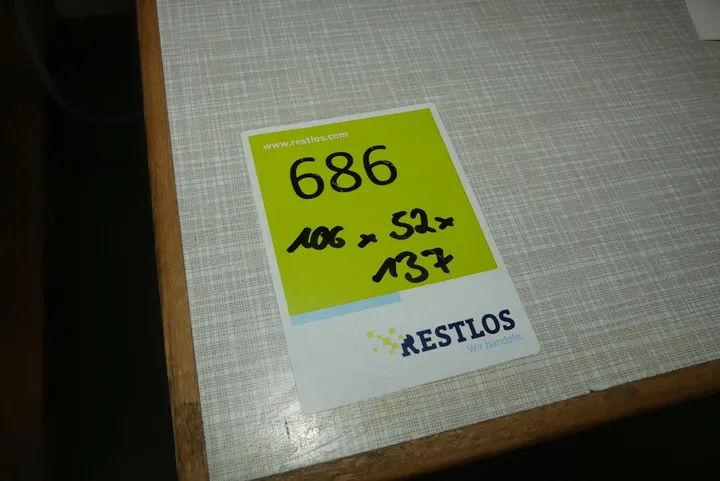 www.restlos.com
686
106 x 52 x
137
RESTLOS
Wir handeln.